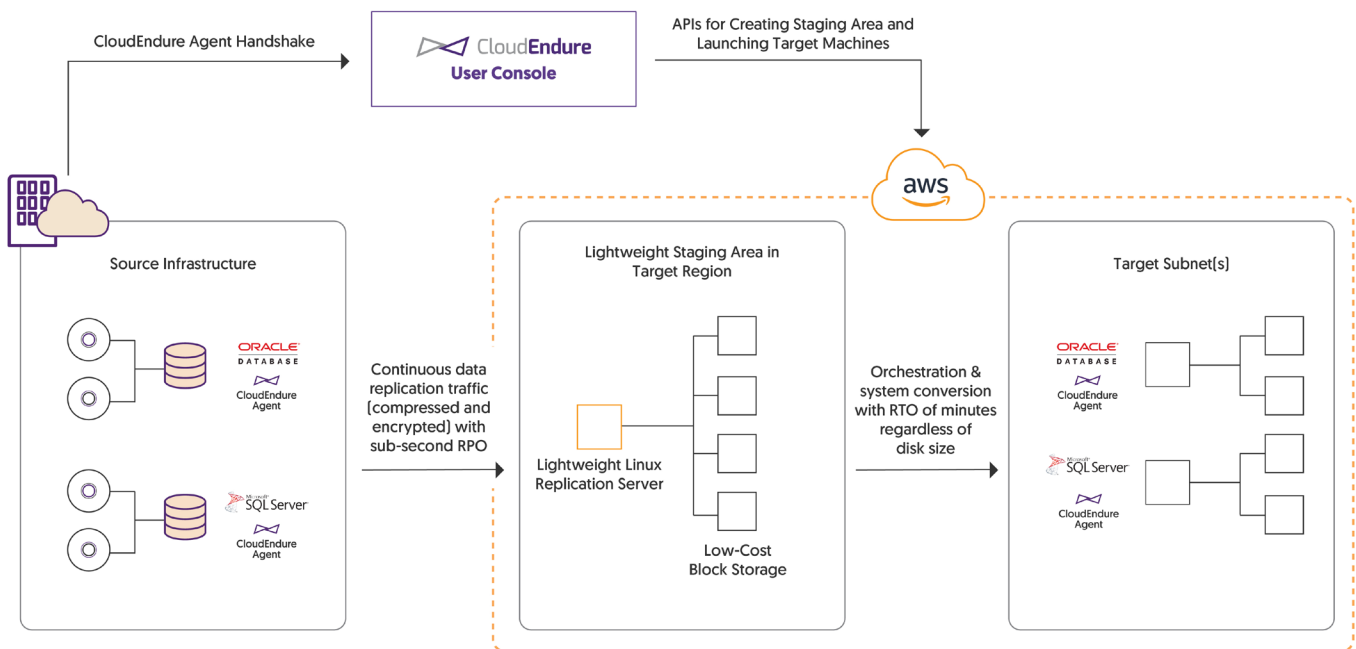 CloudEndure Agent Handshake
CloudEndure
User Console
APIs for Creating Staging Area and
Launching Target Machines
aws
Source Infrastructure
ORACLE
DATABASE
CloudEndure
Agent
Microsoft
SQL Server
CloudEndure
Agent
Continuous data
replication traffic
(compressed and
encrypted) with
sub-second RPO
Lightweight Staging Area in
Target Region
Lightweight Linux
Replication Server
Low-Cost
Block Storage
Orchestration &
system conversion
with RTO of minutes
regardless of
disk size
Target Subnet(s)
ORACLE
DATABASE
CloudEndure
Agent
Microsoft
SQL Server
CloudEndure
Agent